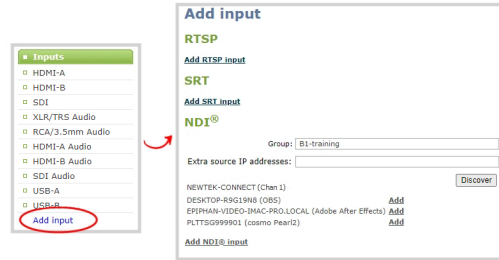 Inputs
HDMI-A
HDMI-B
SDI
XLR/TRS Audio
RCA/3.5mm Audio
HDMI-A Audio
HDMI-B Audio
SDI Audio
USB-A
USB-B
Add input
Add input
RTSP
Add RTSP input
SRT
Add SRT input
NDI®
Group: B1-training
Extra source IP addresses:
Discover
NEWTEK-CONNECT (Chan 1)
DESKTOP-R9G19N8 (OBS) Add
EPIPHAN-VIDEO-IMAC-PRO.LOCAL (Adobe After Effects) Add
PLTTSG999901 (cosmo Pearl2) Add
Add NDI® input